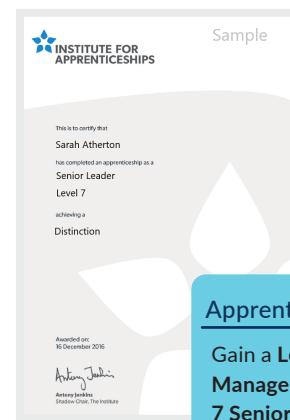 Sample
INSTITUTE FOR
APPRENTICESHIPS
This is to certify that
Sarah Atherton
has completed an apprenticeship as a
Senior Leader
Level 7
achieving a
Distinction
Awarded on:
16 December 2016
Antony Jenkins
Antony Jenkins
Shadow Chair, The Institute
Apprent
Gain a L
Manage
7 Senior